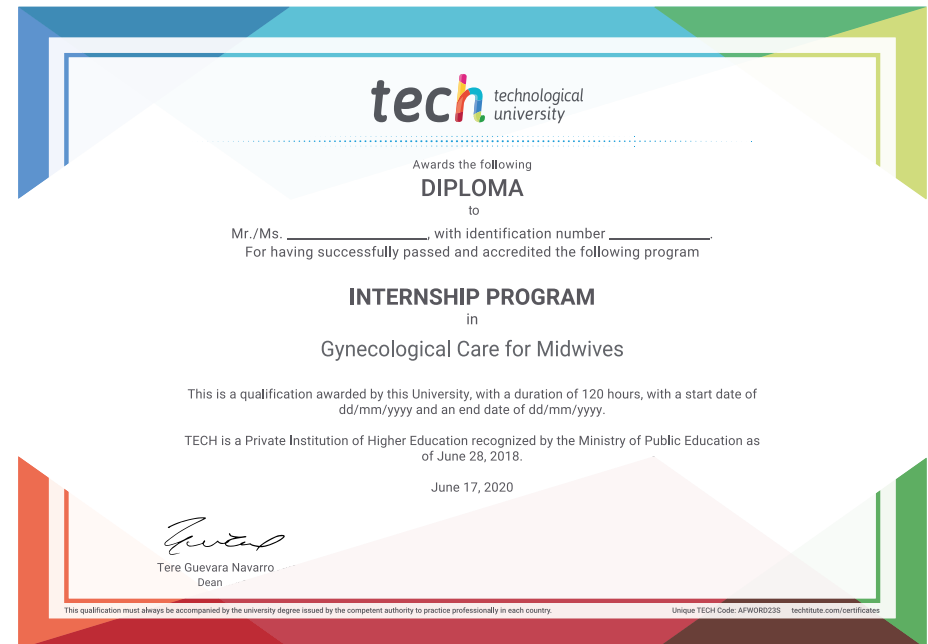 tech technological
university
Awards the following
DIPLOMA
to
Mr./Ms. ____________________, with identification number ______________.
For having successfully passed and accredited the following program
INTERNSHIP PROGRAM
in
Gynecological Care for Midwives
This is a qualification awarded by this University, with a duration of 120 hours, with a start date of
dd/mm/yyyy and an end date of dd/mm/yyyy.
TECH is a Private Institution of Higher Education recognized by the Ministry of Public Education as
of June 28, 2018.
June 17, 2020
Tere Guevara Navarro
Dean
This qualification must always be accompanied by the university degree issued by the competent authority to practice professionally in each country.
Unique TECH Code: AFWORD23S techtitute.com/certificates